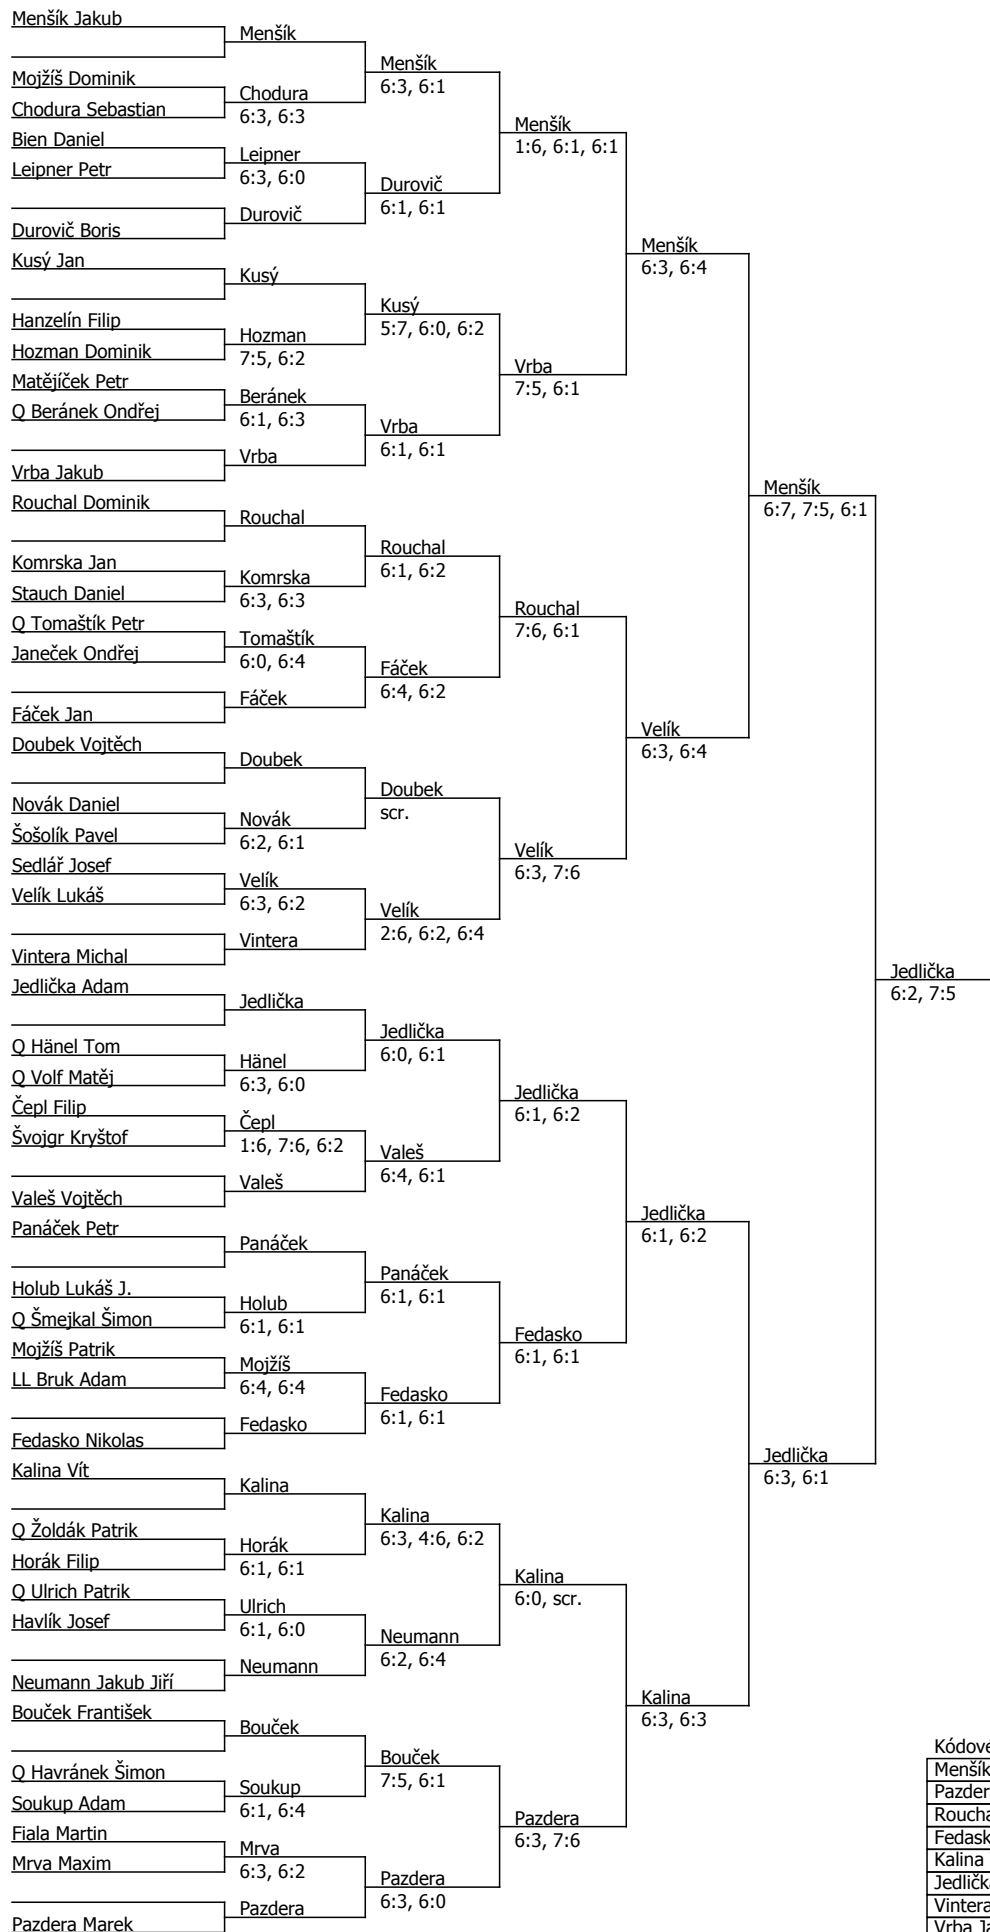 Menšík Jakub
Mojžíš Dominik
Chodura Sebastian
Bien Daniel
Leipner Petr
Durovič Boris
Kusý Jan
Hanzelín Filip
Hozman Dominik
Matějíček Petr
Q Beránek Ondřej
Vrba Jakub
Rouchal Dominik
Komrska Jan
Stauch Daniel
Q Tomaštík Petr
Janeček Ondřej
Fáček Jan
Doubek Vojtěch
Novák Daniel
Šošolík Pavel
Sedlář Josef
Velík Lukáš
Vintera Michal
Jedlička Adam
Q Hänel Tom
Q Volf Matěj
Čepl Filip
Švojgr Kryštof
Valeš Vojtěch
Panáček Petr
Holub Lukáš J.
Q Šmejkal Šimon
Mojžíš Patrik
LL Bruk Adam
Fedasko Nikolas
Kalina Vít
Q Žoldák Patrik
Horák Filip
Q Ulrich Patrik
Havlík Josef
Neumann Jakub Jiří
Bouček František
Q Havránek Šimon
Soukup Adam
Fiala Martin
Mrva Maxim
Pazdera Marek
Menšík
Chodura
6:3, 6:3
Leipner
6:3, 6:0
Durovič
Kusý
Hozman
7:5, 6:2
Beránek
6:1, 6:3
Vrba
Rouchal
Komrska
6:3, 6:3
Tomaštík
6:0, 6:4
Fáček
Doubek
Novák
6:2, 6:1
Velík
6:3, 6:2
Vintera
Jedlička
Hänel
6:3, 6:0
Čepl
1:6, 7:6, 6:2
Valeš
Panáček
Holub
6:1, 6:1
Mojžíš
6:4, 6:4
Fedasko
Kalina
Horák
6:1, 6:1
Ulrich
6:1, 6:0
Neumann
Bouček
Soukup
6:1, 6:4
Mrva
6:3, 6:2
Pazdera
Menšík
6:3, 6:1
Durovič
6:1, 6:1
Kusý
5:7, 6:0, 6:2
Vrba
6:1, 6:1
Rouchal
6:1, 6:2
Fáček
6:4, 6:2
Doubek
scr.
Velík
2:6, 6:2, 6:4
Jedlička
6:0, 6:1
Valeš
6:4, 6:1
Panáček
6:1, 6:1
Fedasko
6:1, 6:1
Kalina
6:3, 4:6, 6:2
Neumann
6:2, 6:4
Bouček
7:5, 6:1
Pazdera
6:3, 6:0
Menšík
1:6, 6:1, 6:1
Vrba
7:5, 6:1
Rouchal
7:6, 6:1
Velík
6:3, 7:6
Jedlička
6:1, 6:2
Fedasko
6:1, 6:1
Kalina
6:0, scr.
Pazdera
6:3, 7:6
Menšík
6:3, 6:4
Velík
6:3, 6:4
Jedlička
6:1, 6:2
Kalina
6:3, 6:3
Menšík
6:7, 7:5, 6:1
Jedlička
6:3, 6:1
Jedlička
6:2, 7:5
Kódové
Menšík
Pazder
Roucha
Fedask
Kalina
Jedlička
Vintera
Vrba Ja